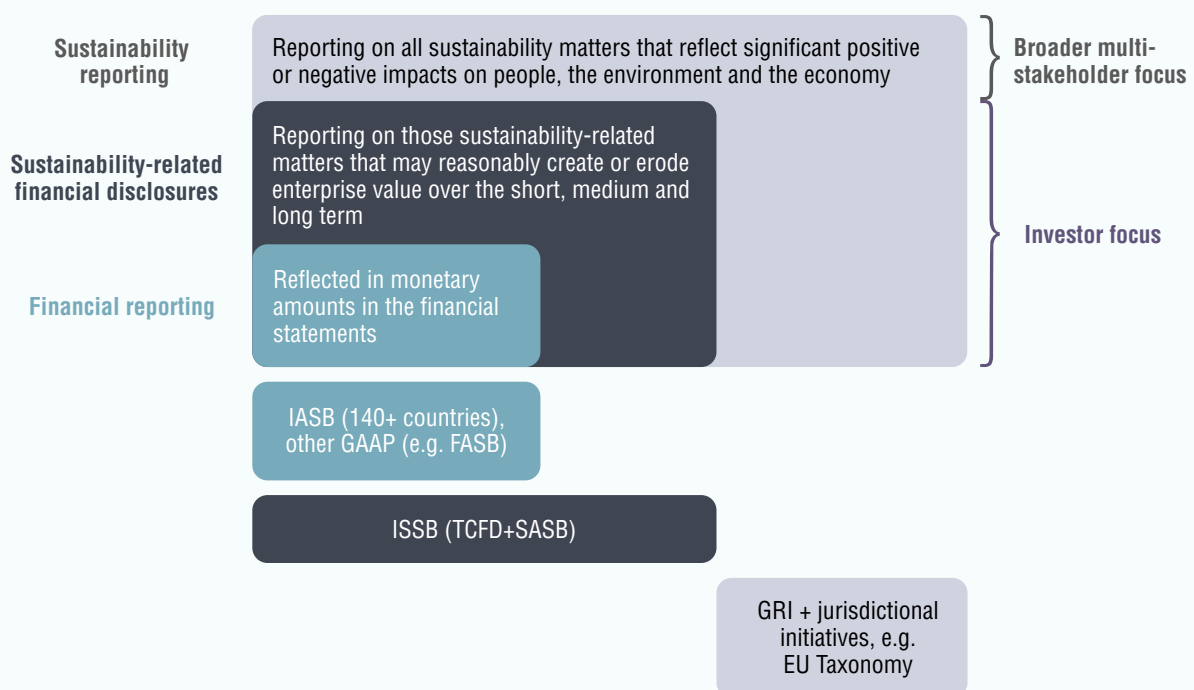 Sustainability
reporting
Reporting on all sustainability matters that reflect significant positive
or negative impacts on people, the environment and the economy
Broader multi-
stakeholder focus
Sustainability-related
financial disclosures
Reporting on those sustainability-related
matters that may reasonably create or erode
enterprise value over the short, medium and
long term
Investor focus
Financial reporting
Reflected in monetary
amounts in the financial
statements
IASB (140+ countries),
other GAAP (e.g. FASB)
ISSB (TCFD+SASB)
GRI + jurisdictional
initiatives, e.g.
EU Taxonomy